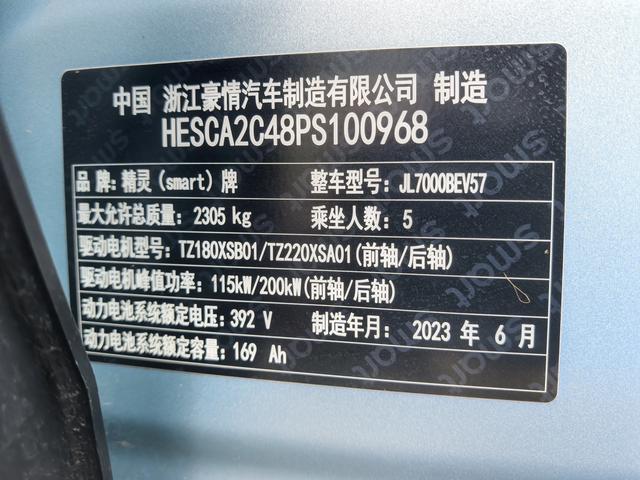 中国 浙江豪情汽车制造有限公司 制造
HESCA2C48PS100968
品 牌:精灵(smart)牌 整车型号:JL7000BEV57
最大允许总质量:2305 kg 乘坐人数:5
驱动电机型号:TZ180XSB01/TZ220XSA01(前轴/后轴)
驱动电机峰值功率:115kW/200kW(前轴/后轴)
动力电池系统额定电压:392 V 制造年月: 2023 年 6 月
动力电池系统额定容量:169 Ah